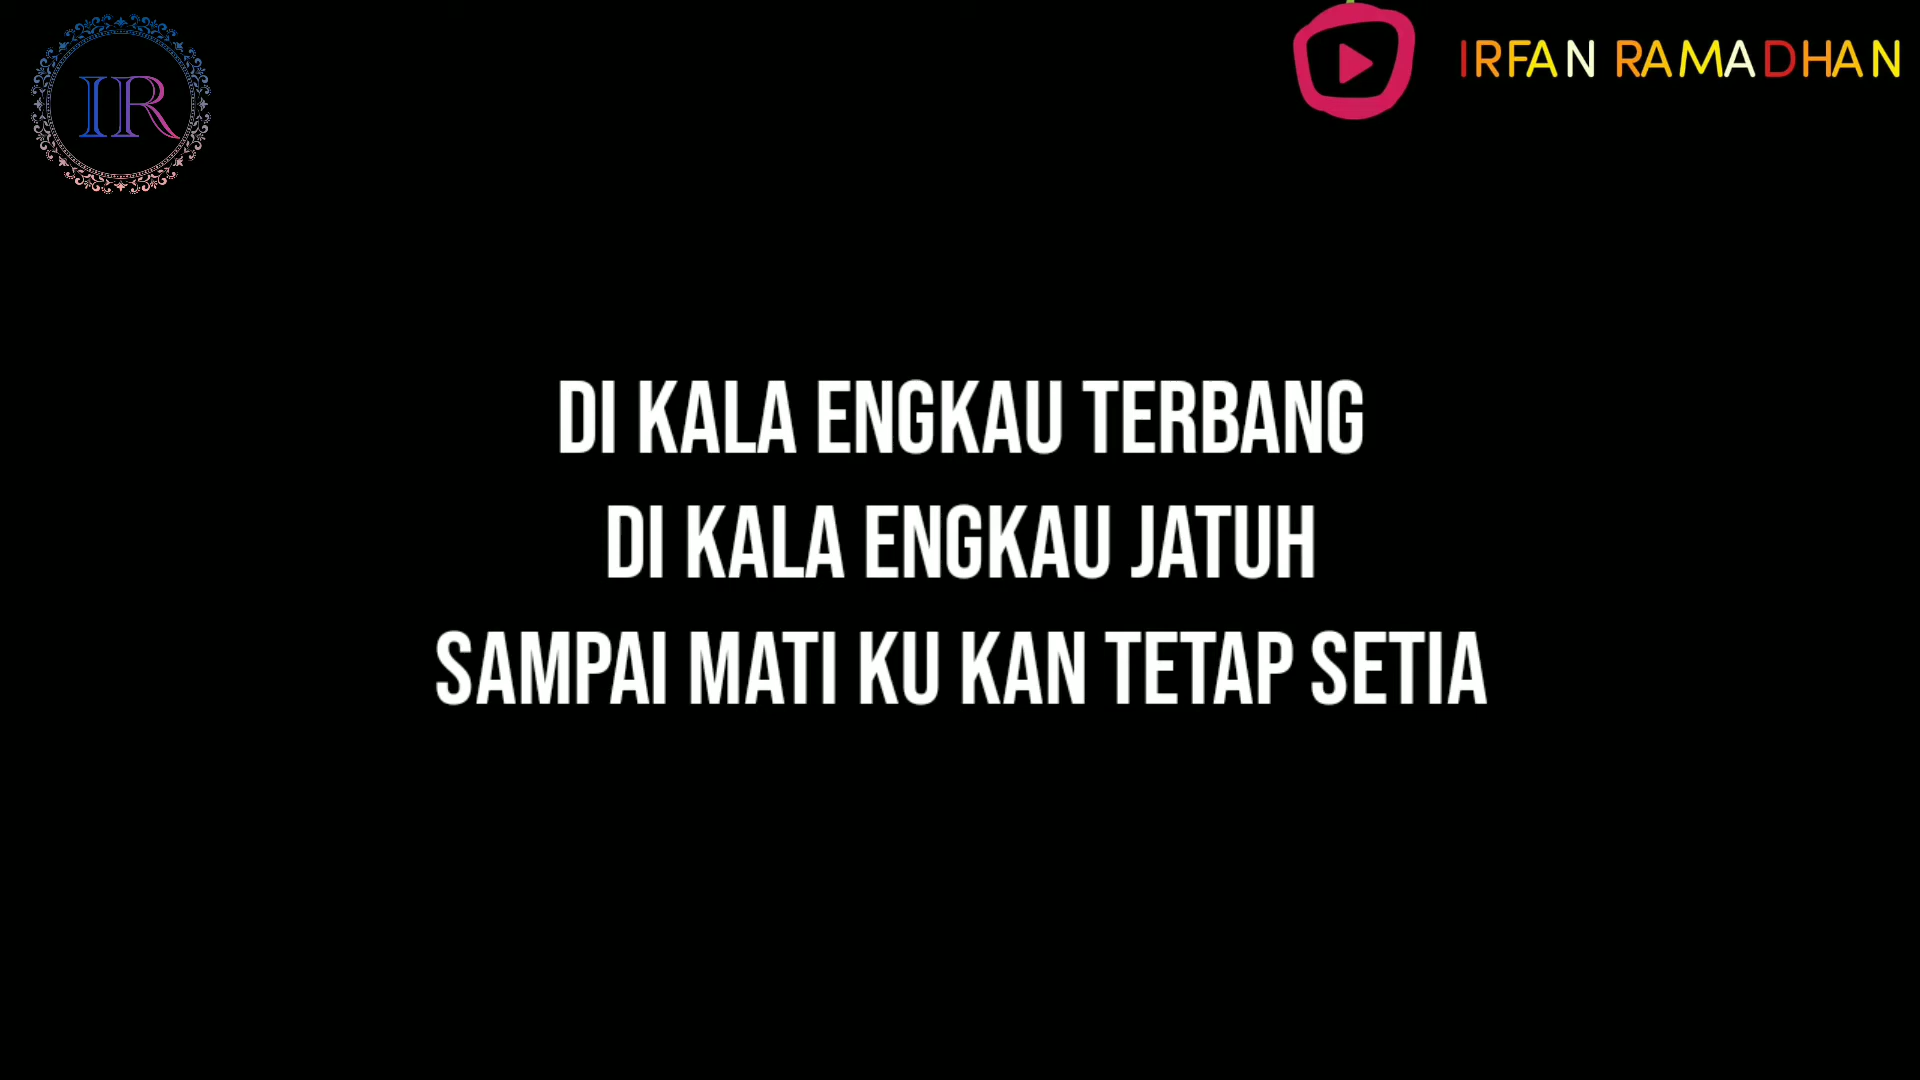 IR
IRFAN RAMADHAN
DI KALA ENGKAU TERBANG
DI KALA ENGKAU JATUH
SAMPAI MATI KU KAN TETAP SETIA